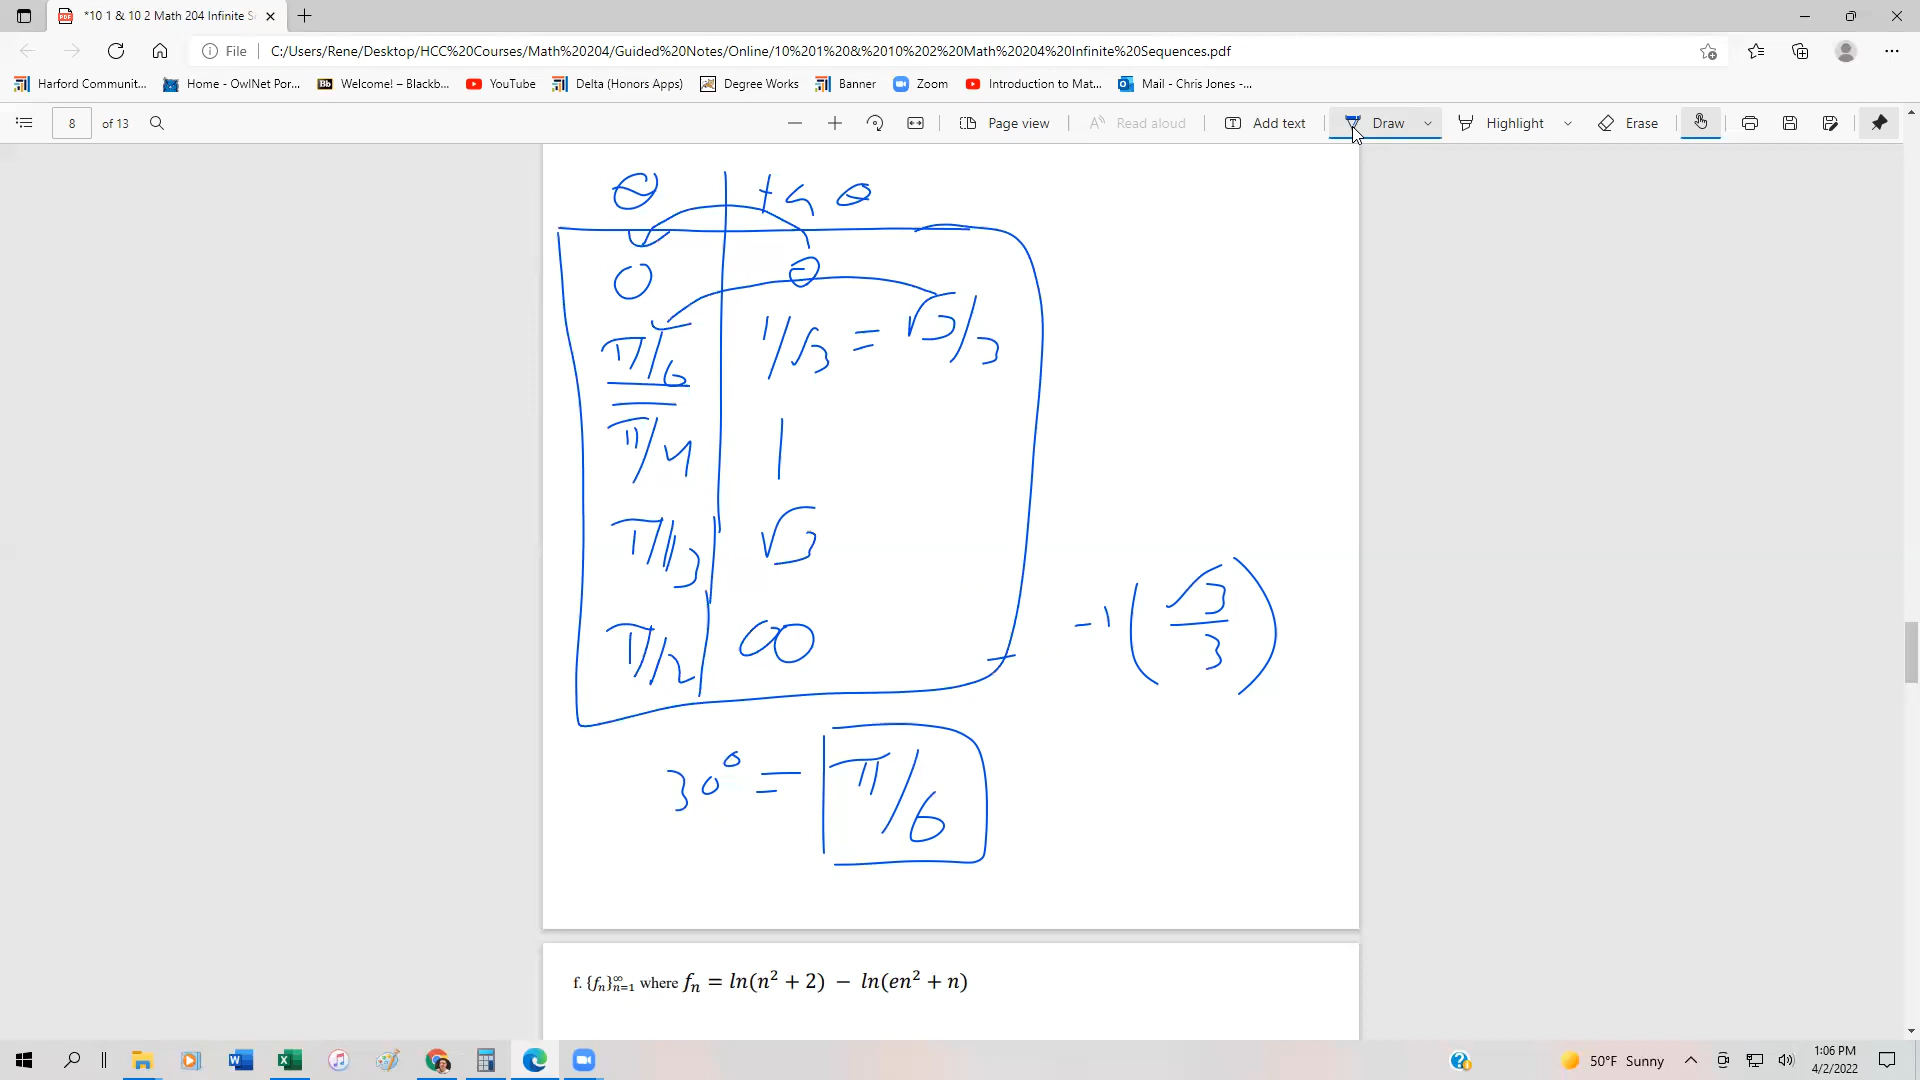 *10 1 & 10 2 Math 204 Infinite S
File C:/Users/Rene/Desktop/HCC%20Courses/Math%20204/Guided%20Notes/Online/10%201%20&%2010%202%20Math%20204%20Infinite%20Sequences.pdf
Harford Communit... Home - OwlNet Por... Welcome! – Blackb... YouTube Delta (Honors Apps) Degree Works Banner Zoom Introduction to Mat... Mail - Chris Jones -...
8 of 13 Page view Read aloud Add text Draw Highlight Erase
θ tan θ
0 0
π/6 1/√3 = √3/3
π/4 1
π/3 √3
π/2 ∞
-1 (√3/3)
30° = π/6
f. {fₙ}∞ₙ₌₁ where fₙ = ln(n² + 2) − ln(en² + n)
50°F Sunny 1:06 PM
4/2/2022